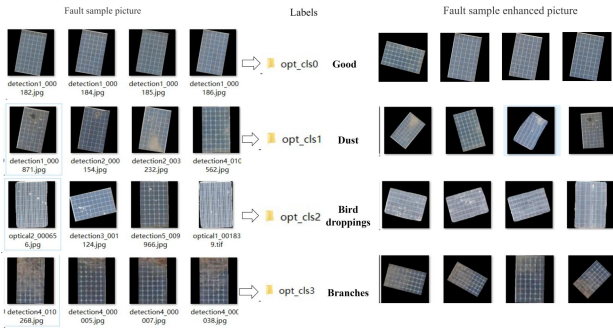 Fault sample picture
Labels
Fault sample enhanced picture
detection1_000
182.jpg
detection1_000
184.jpg
detection1_000
185.jpg
detection1_000
186.jpg
opt_cls0
Good
detection1_000
871.jpg
detection2_000
154.jpg
detection2_003
232.jpg
detection4_010
562.jpg
opt_cls1
Dust
optical2_00065
6.jpg
detection3_001
124.jpg
detection5_009
966.jpg
optical1_00183
9.tif
opt_cls2
Bird
droppings
detection4_010
268.jpg
detection4_000
005.jpg
detection4_000
007.jpg
detection4_000
038.jpg
opt_cls3
Branches